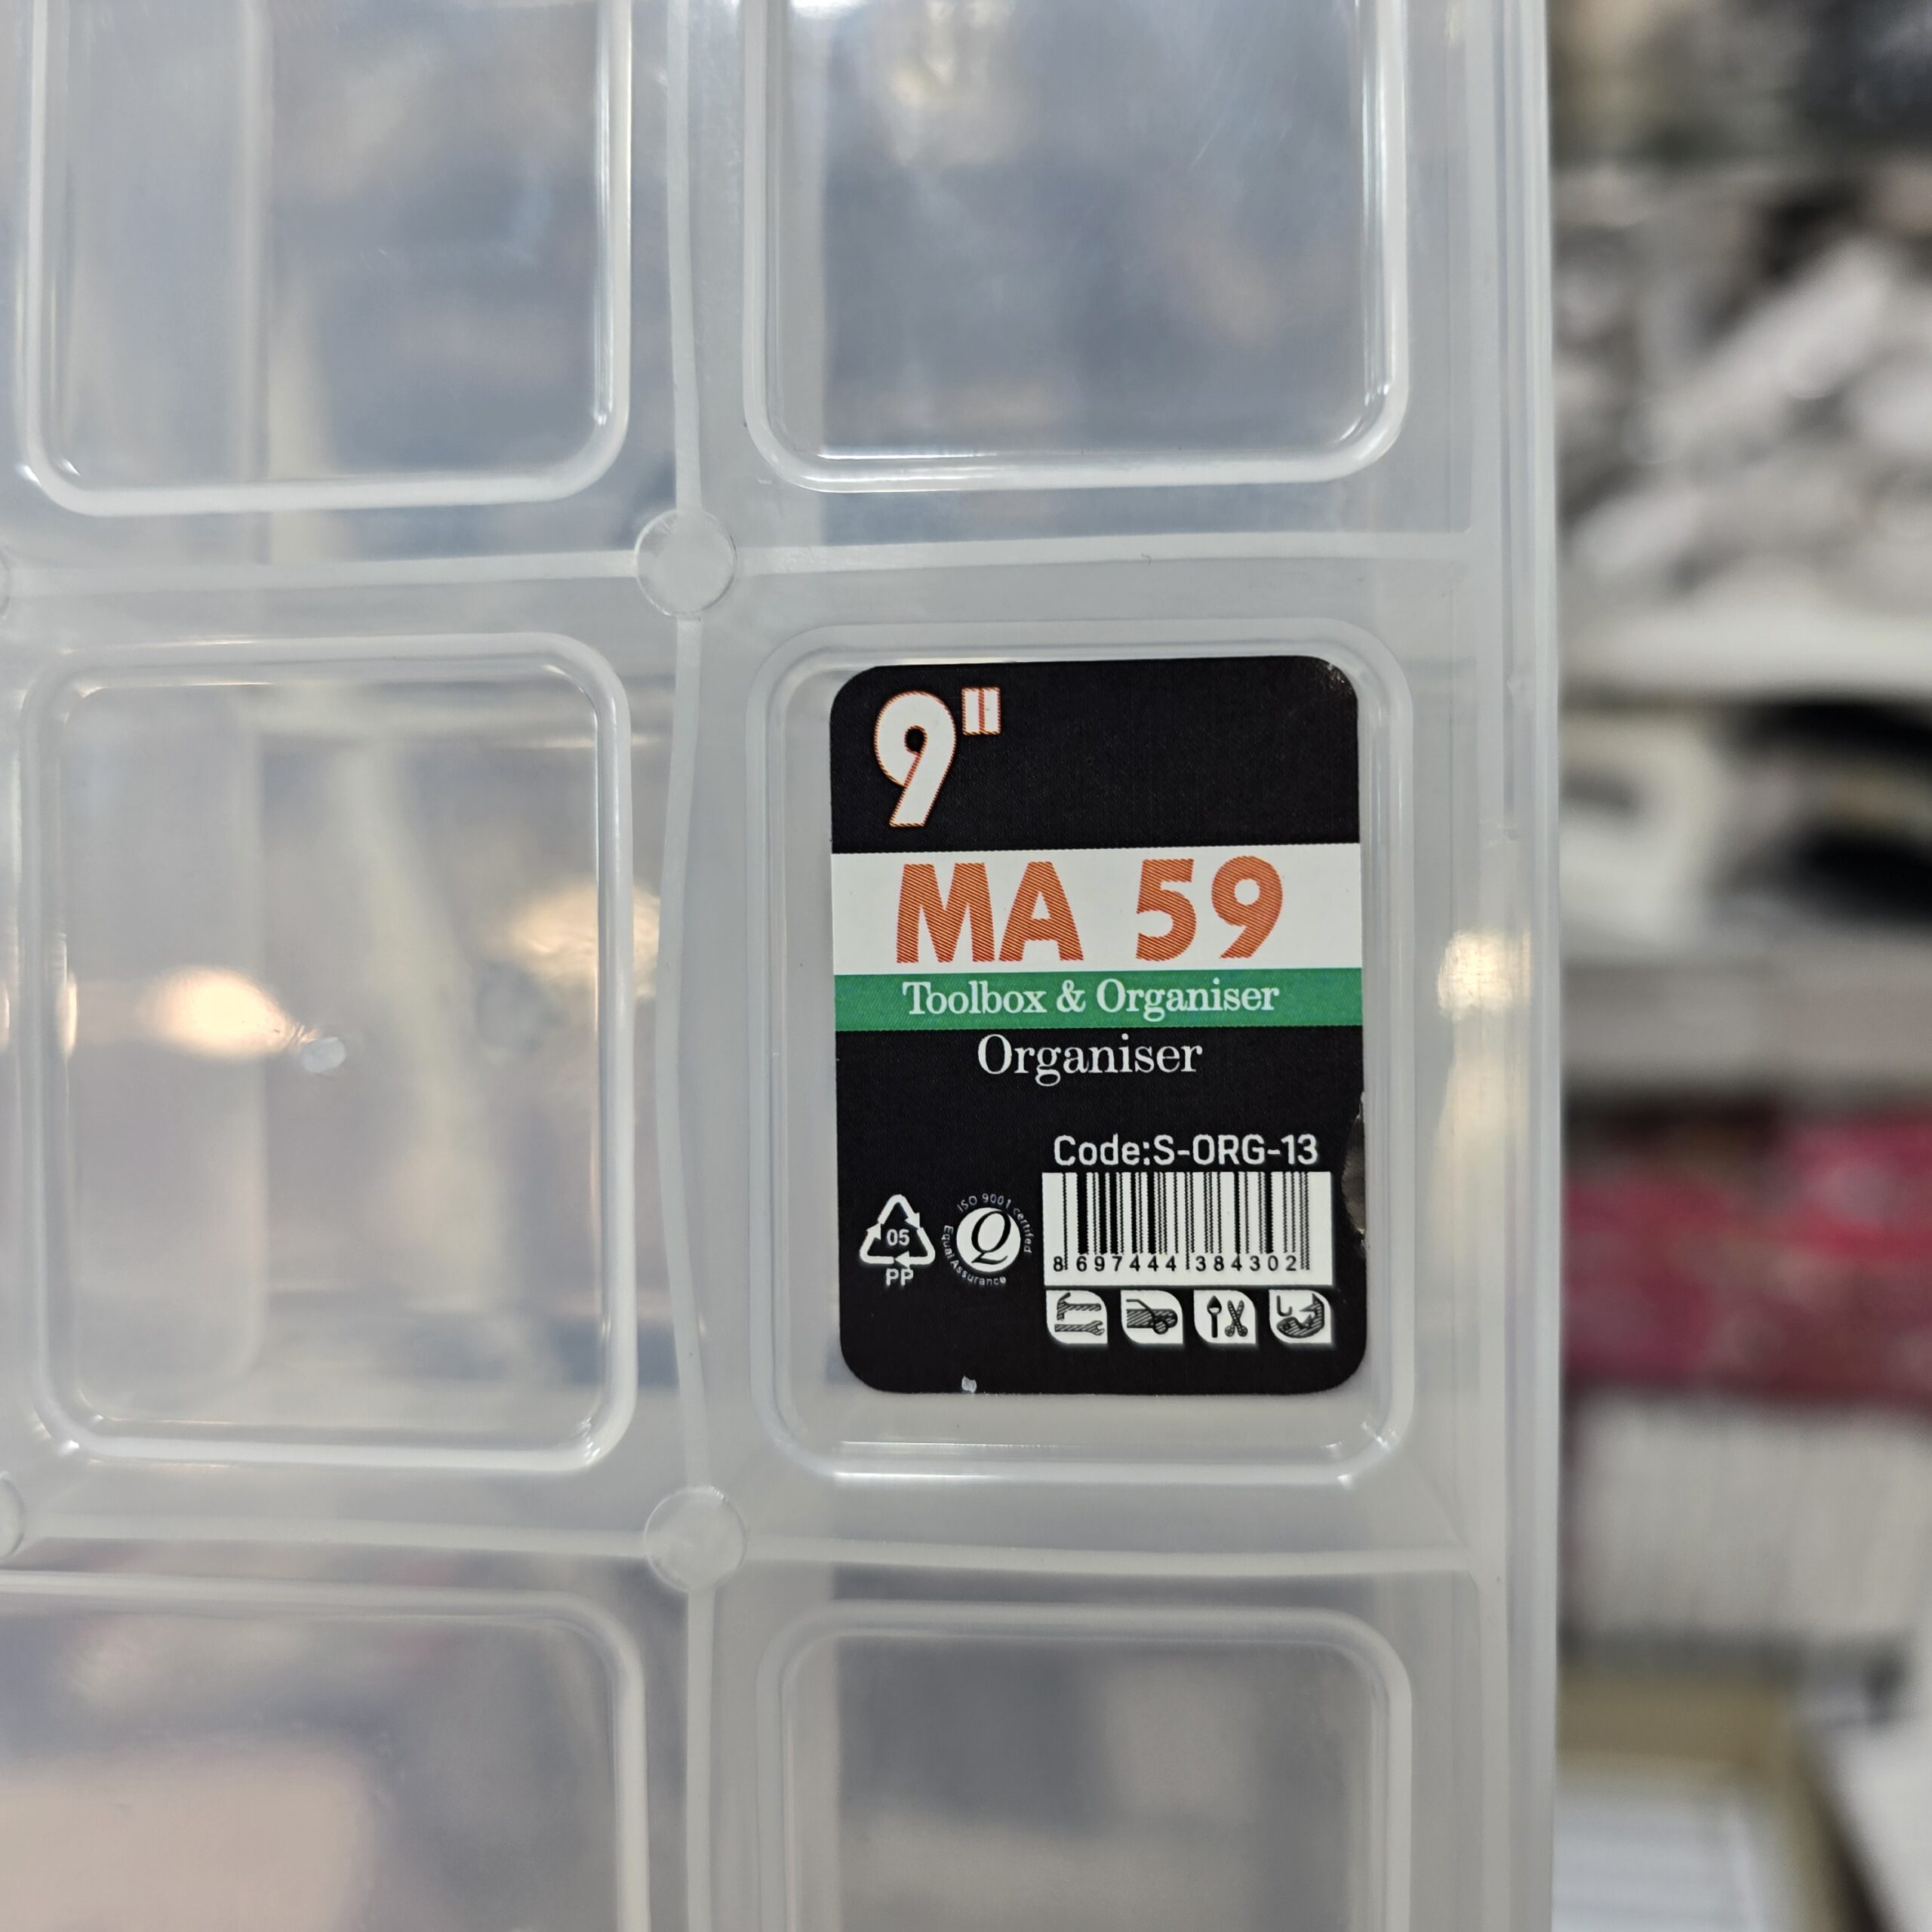 9"
MA 59
Toolbox & Organiser
Organiser
Code:S-ORG-13
05
PP
ISO 9001 certified
Equal Assurance
Q
8 697444 384302